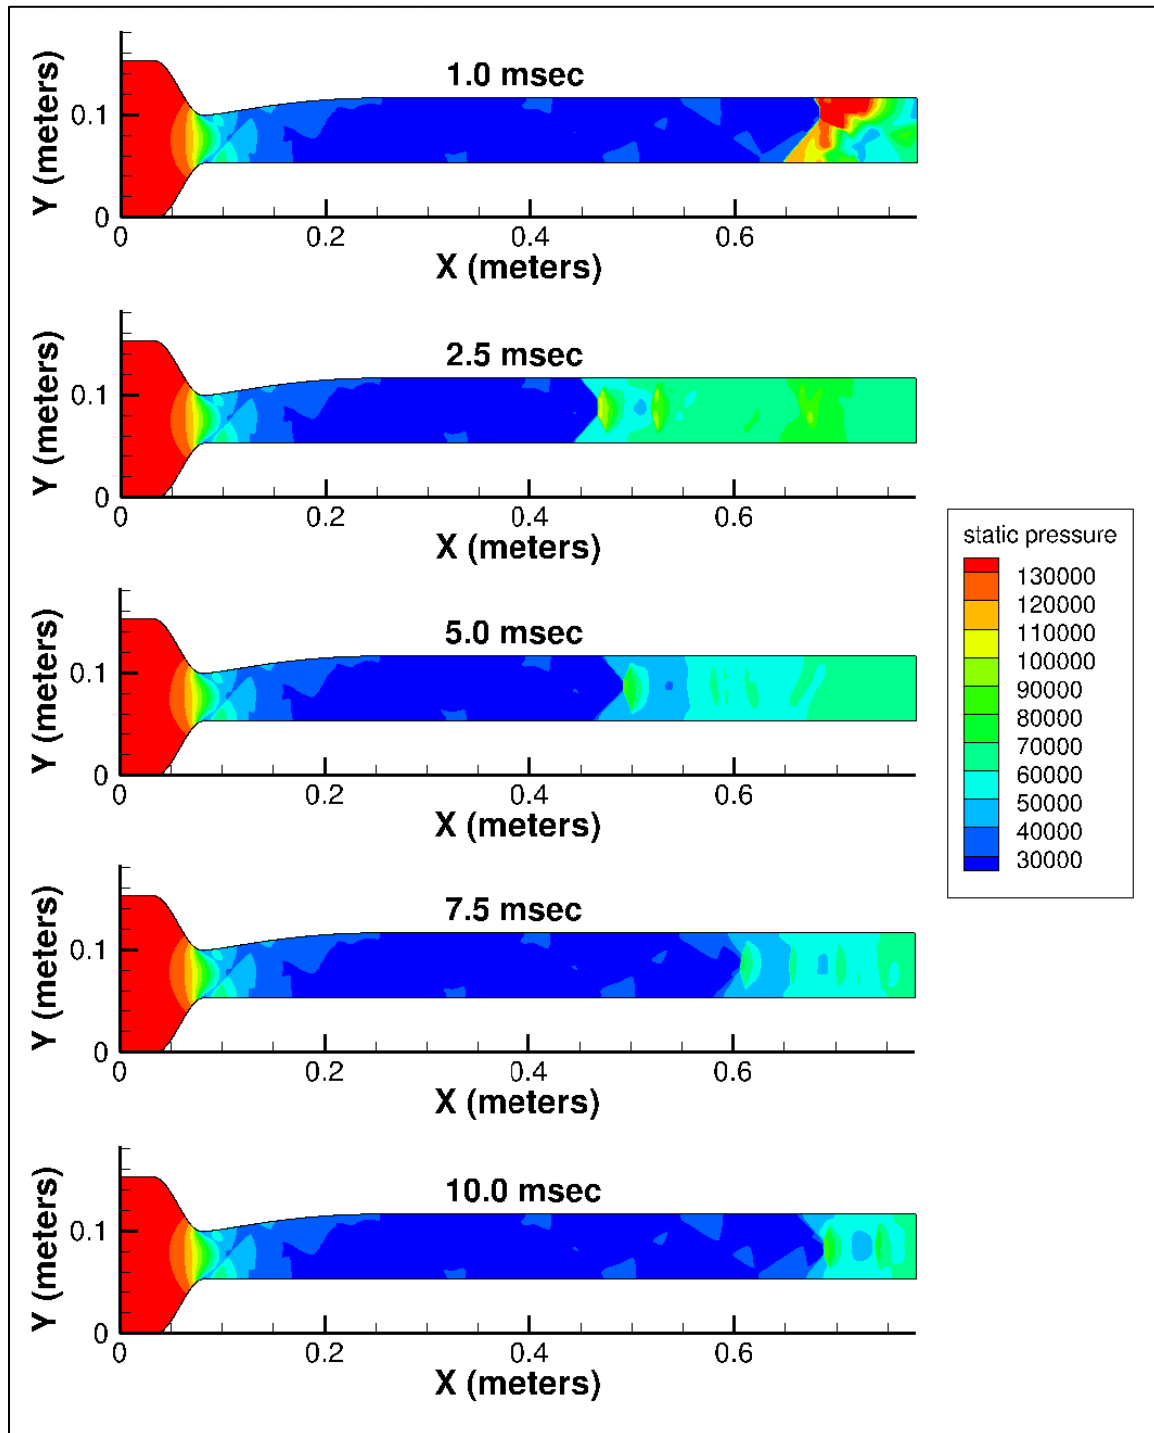 1.0 msec
Y (meters)
0.1
0
0 0.2 0.4 0.6
X (meters)
2.5 msec
Y (meters)
0.1
0
0 0.2 0.4 0.6
X (meters)
static pressure
130000
120000
110000
100000
90000
80000
70000
60000
50000
40000
30000
5.0 msec
Y (meters)
0.1
0
0 0.2 0.4 0.6
X (meters)
7.5 msec
Y (meters)
0.1
0
0 0.2 0.4 0.6
X (meters)
10.0 msec
Y (meters)
0.1
0
0 0.2 0.4 0.6
X (meters)